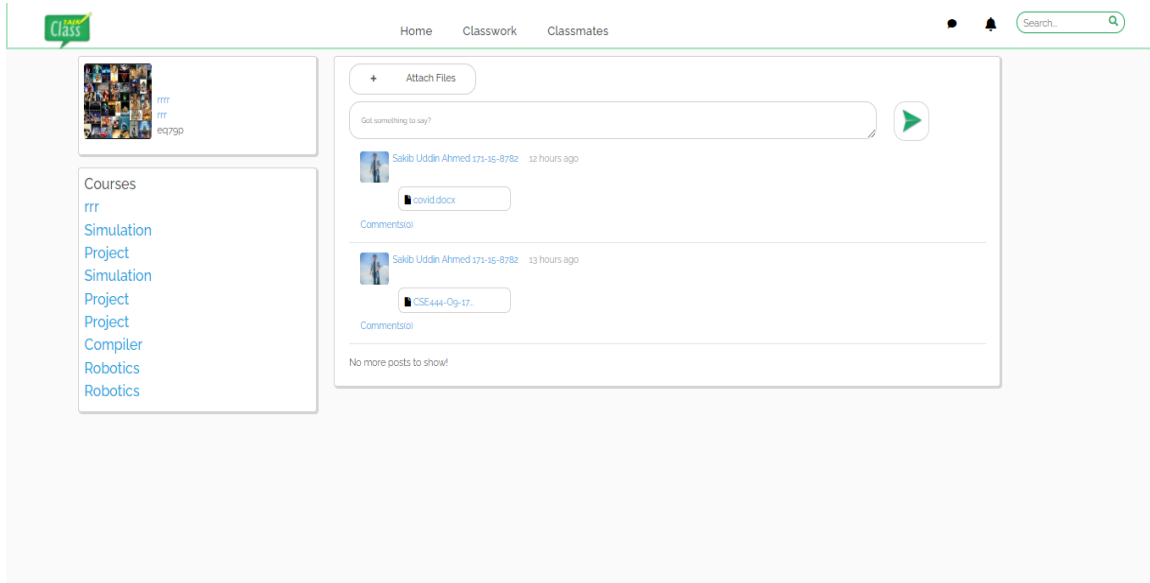 TALK
Class
Home Classwork Classmates
Search..
rrrr
rrr
eq79p
Courses
rrr
Simulation
Project
Simulation
Project
Project
Compiler
Robotics
Robotics
+ Attach Files
Got something to say?
Sakib Uddin Ahmed 171-15-8782 12 hours ago
covid.docx
Comments(0)
Sakib Uddin Ahmed 171-15-8782 13 hours ago
CSE444-O9-17..
Comments(0)
No more posts to show!